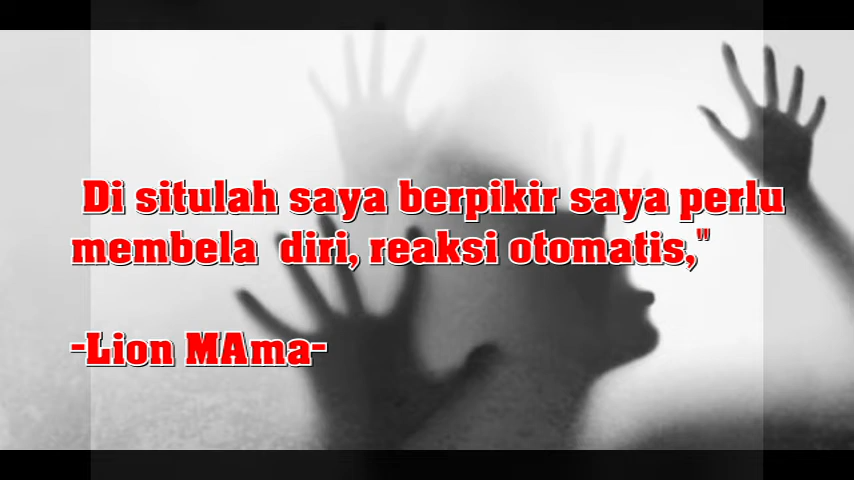 Di situlah saya berpikir saya perlu
membela diri, reaksi otomatis,"
-Lion MAma-